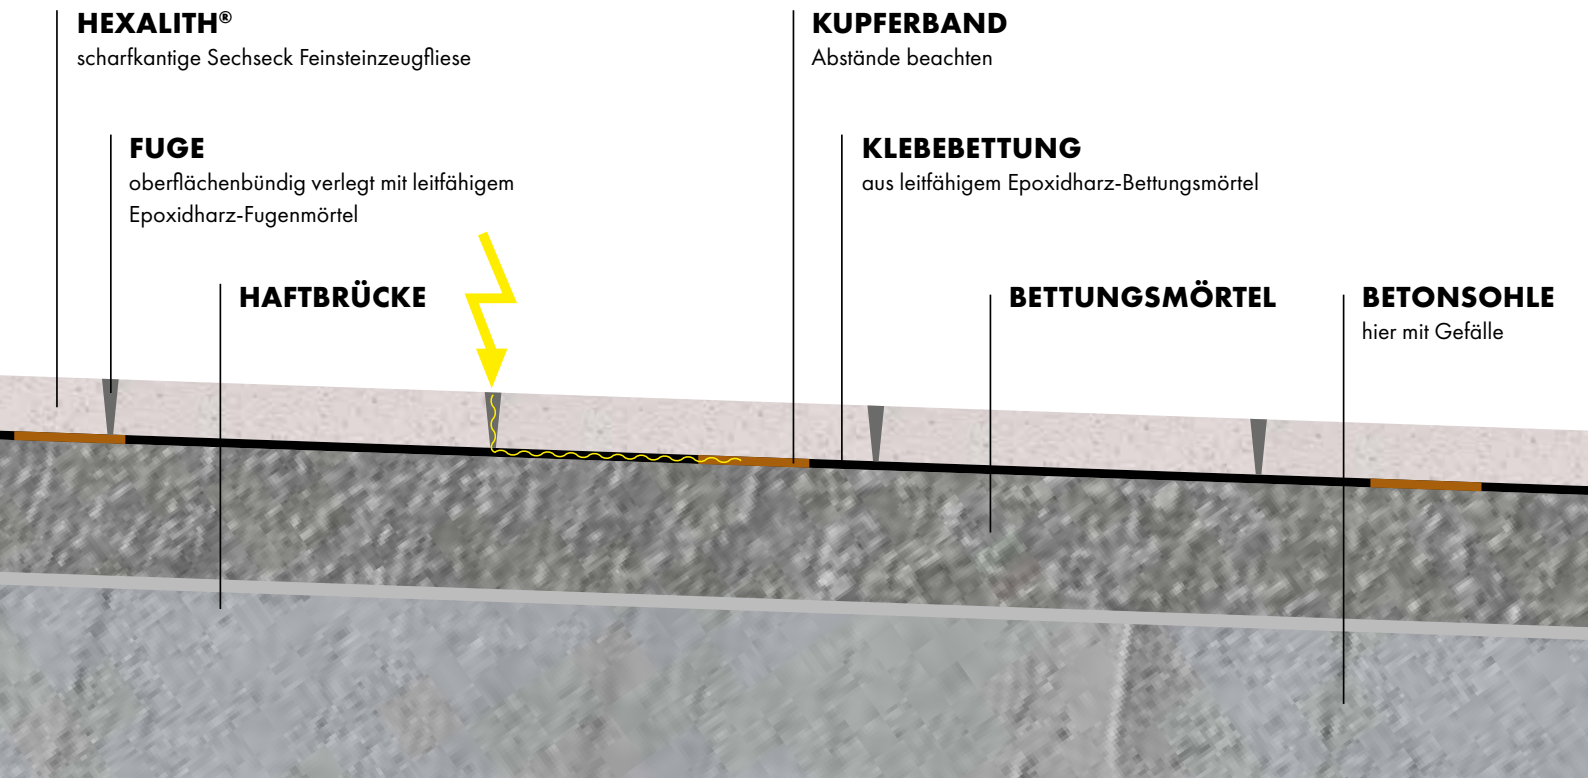 HEXALITH®
scharfkantige Sechseck Feinsteinzeugfliese
KUPFERBAND
Abstände beachten
FUGE
oberflächenbündig verlegt mit leitfähigem
Epoxidharz-Fugenmörtel
KLEBEBETTUNG
aus leitfähigem Epoxidharz-Bettungsmörtel
HAFTBRÜCKE
BETTUNGSMÖRTEL
BETONSOHLE
hier mit Gefälle